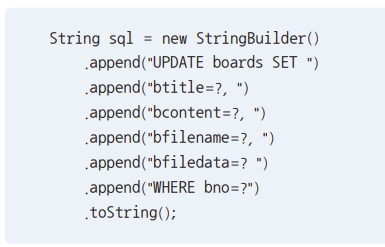 String sql = new StringBuilder()
.append("UPDATE boards SET ")
.append("btitle=?, ")
.append("bcontent=?, ")
.append("bfilename=?, ")
.append("bfiledata=? ")
.append("WHERE bno=?")
.toString();